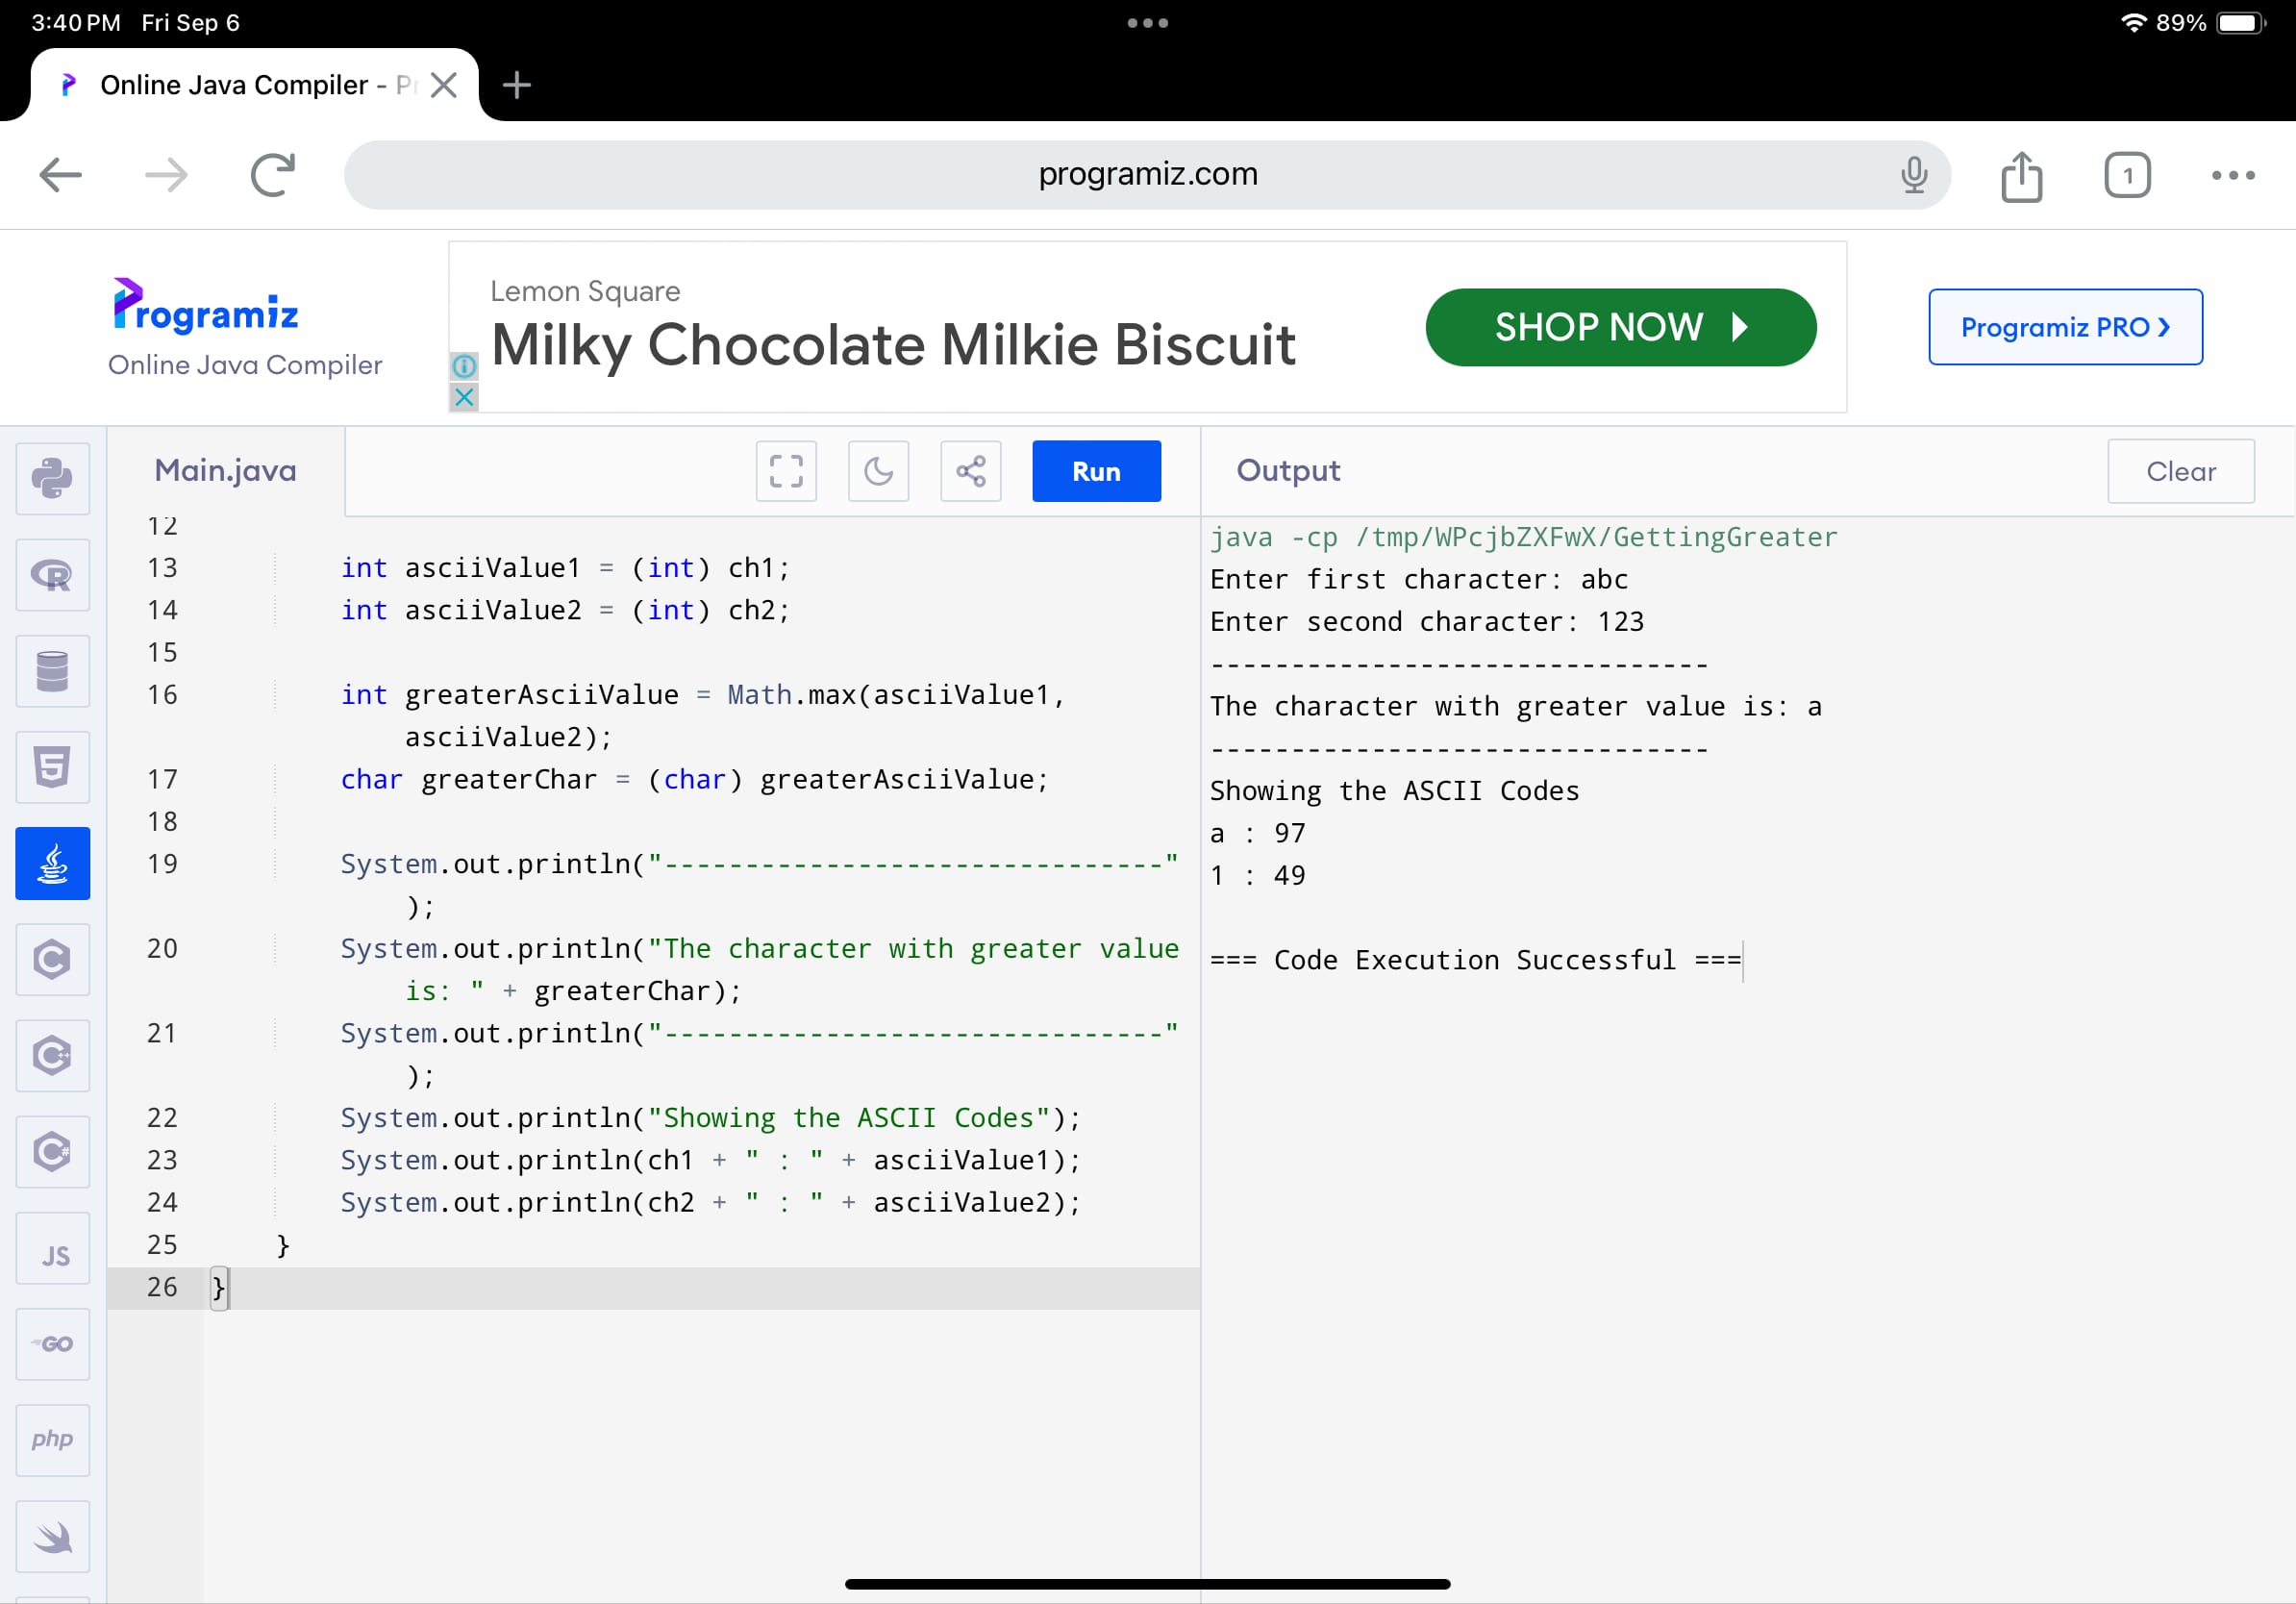 3:40 PM Fri Sep 6
89%
Online Java Compiler - Pr
programiz.com
1
Programiz
Online Java Compiler
Lemon Square
Milky Chocolate Milkie Biscuit
SHOP NOW
Programiz PRO ❯
Main.java
Run
Output
Clear
12
13 int asciiValue1 = (int) ch1;
14 int asciiValue2 = (int) ch2;
15
16 int greaterAsciiValue = Math.max(asciiValue1,
asciiValue2);
17 char greaterChar = (char) greaterAsciiValue;
18
19 System.out.println("-------------------------------"
);
20 System.out.println("The character with greater value
is: " + greaterChar);
21 System.out.println("-------------------------------"
);
22 System.out.println("Showing the ASCII Codes");
23 System.out.println(ch1 + " : " + asciiValue1);
24 System.out.println(ch2 + " : " + asciiValue2);
25 }
26 }
java -cp /tmp/WPcjbZXFwX/GettingGreater
Enter first character: abc
Enter second character: 123
-------------------------------
The character with greater value is: a
-------------------------------
Showing the ASCII Codes
a : 97
1 : 49
=== Code Execution Successful ===
R
5
C
C++
C#
JS
GO
php